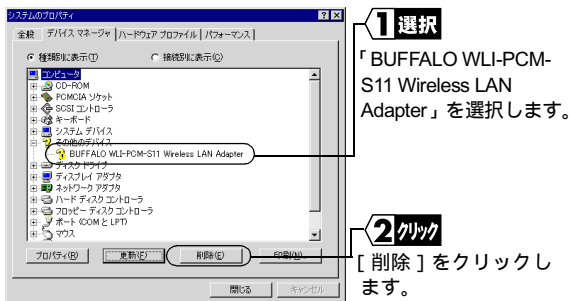 システムのプロパティ
全般 デバイス マネージャ ハードウェア プロファイル パフォーマンス
種類別に表示(T) 接続別に表示(C)
コンピュータ
CD-ROM
PCMCIA ソケット
SCSI コントローラ
キーボード
システム デバイス
その他のデバイス
BUFFALO WLI-PCM-S11 Wireless LAN Adapter
ディスク ドライブ
ディスプレイ アダプタ
ネットワーク アダプタ
ハード ディスク コントローラ
フロッピー ディスク コントローラ
ポート (COM と LPT)
マウス
プロパティ(R) 更新(F) 削除(E) 印刷(N)...
閉じる キャンセル
1 選択
「BUFFALO WLI-PCM-
S11 Wireless LAN
Adapter」を選択します。
2 クリック
[ 削除 ] をクリックし
ます。